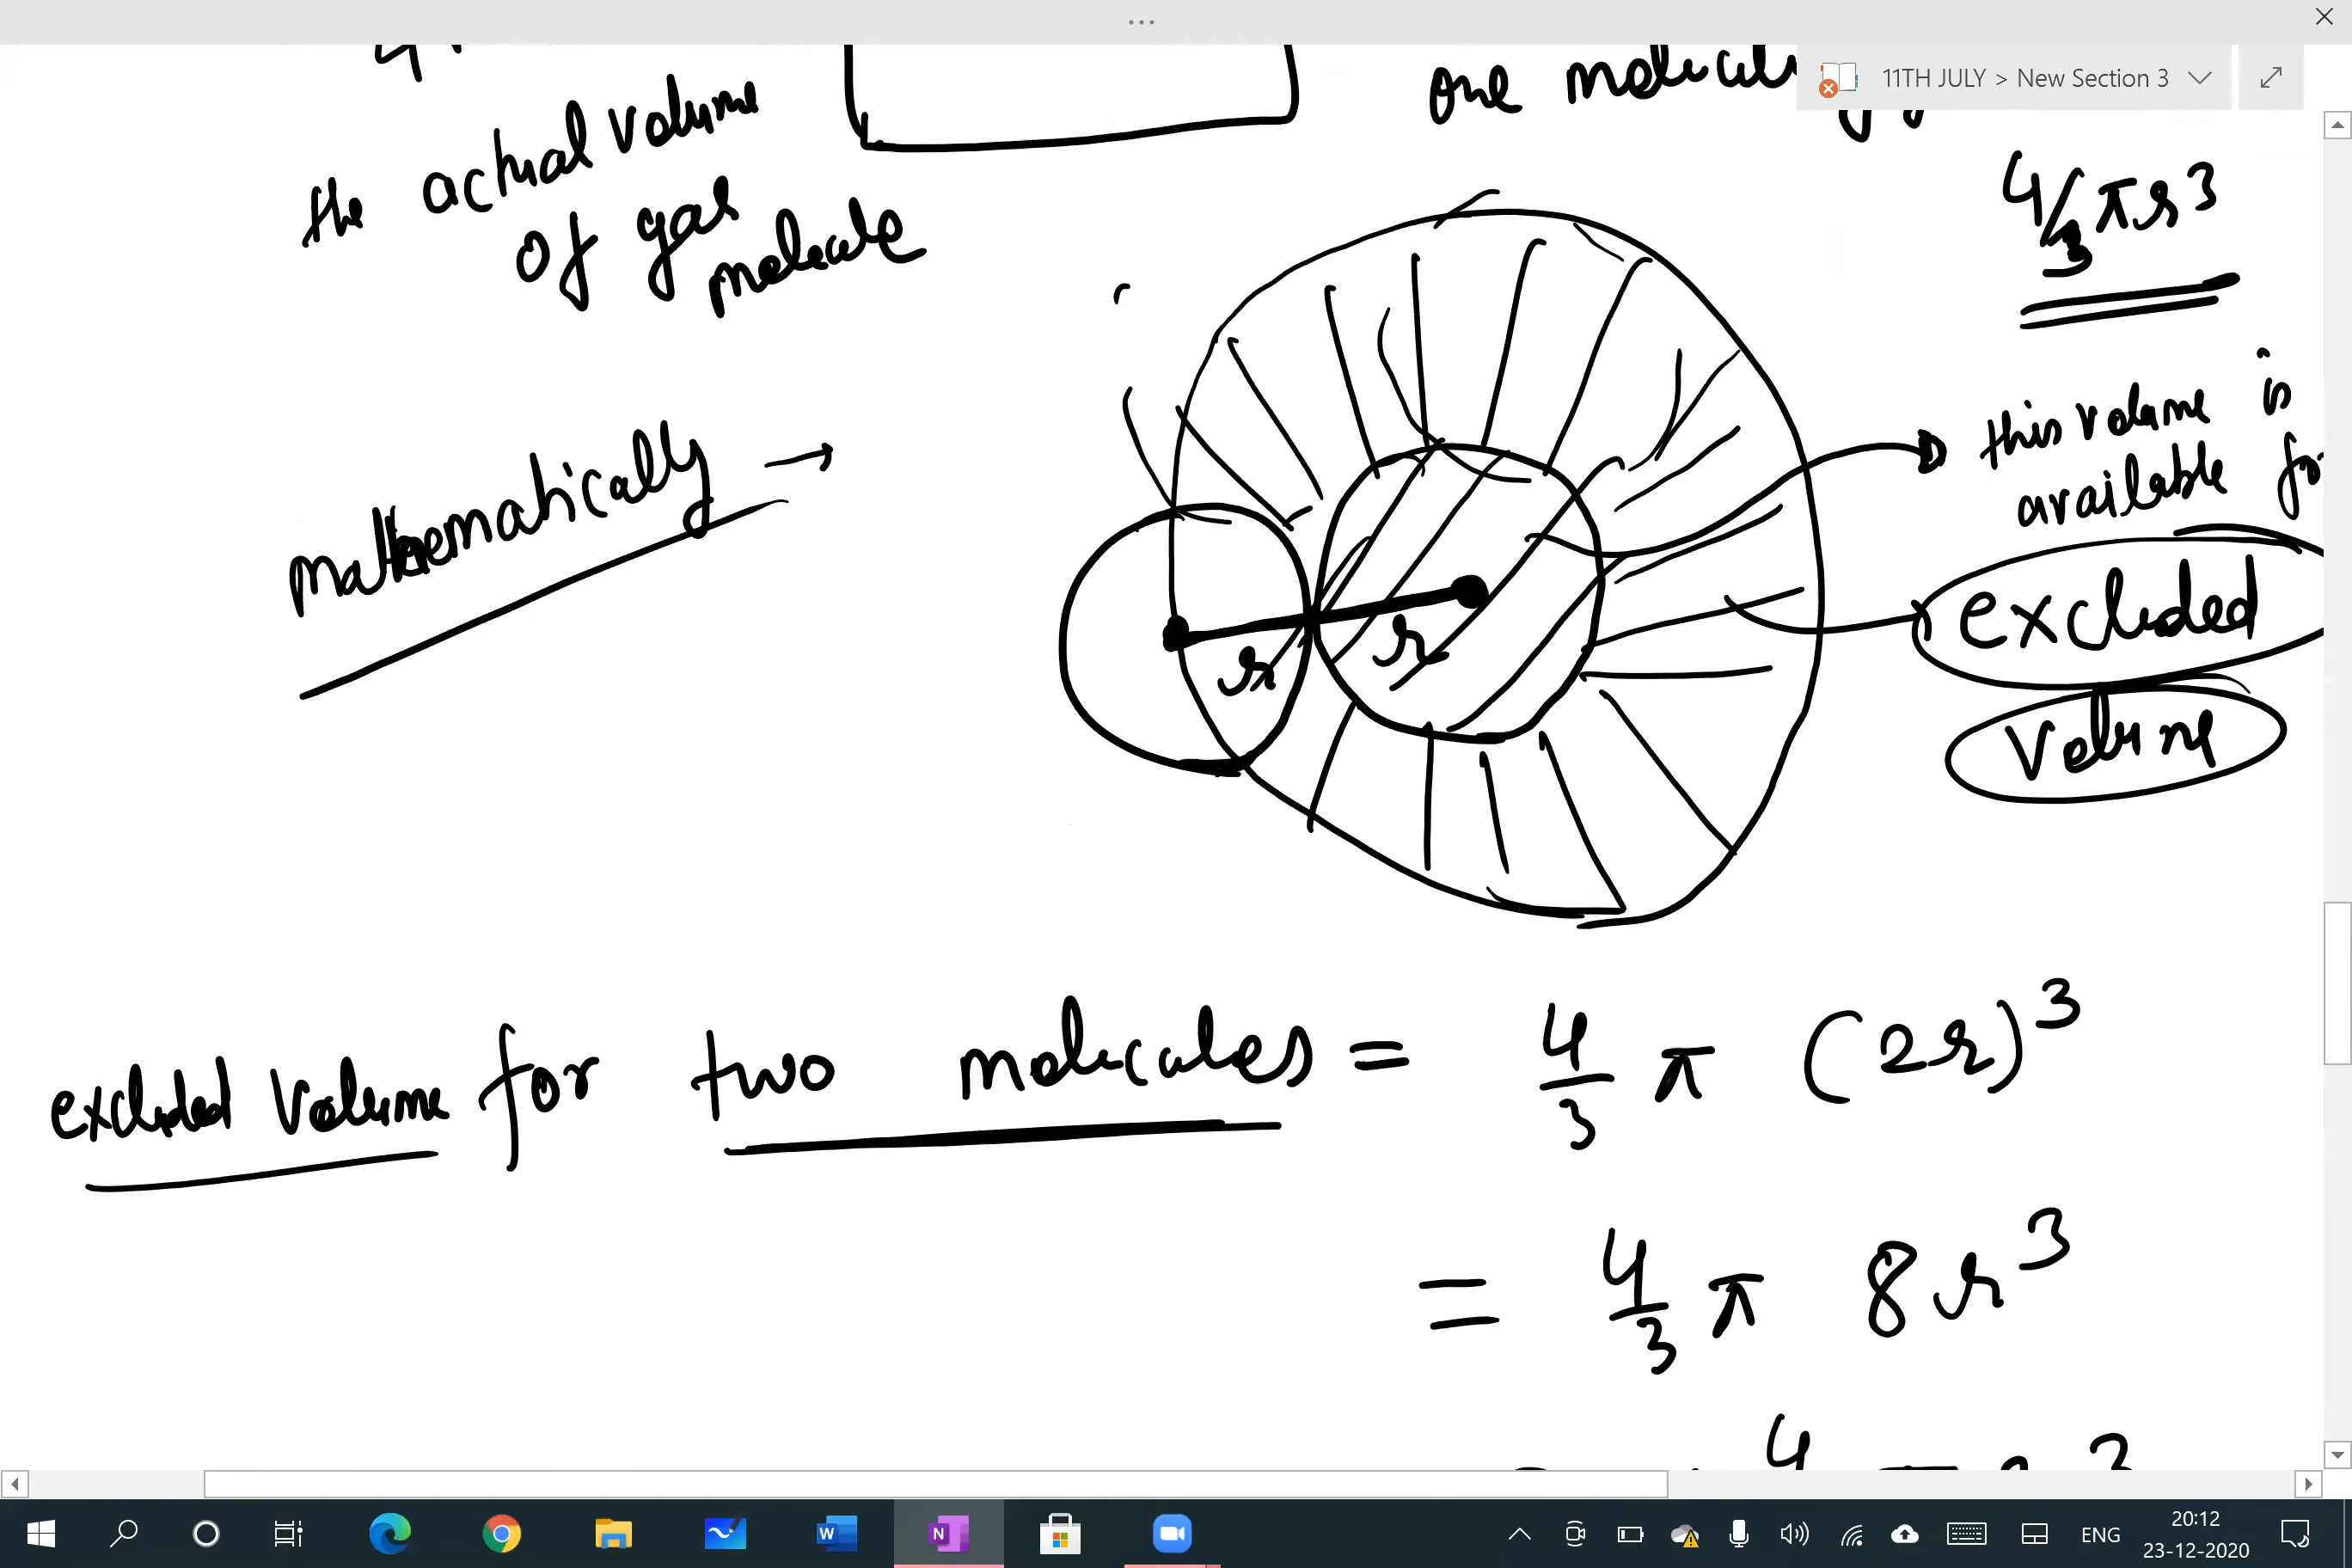 11TH JULY > New Section 3
the actual volume
of gas
molecule
one
4/3 πr³
this volume is
available
excluded
Volume
Mathematically →
r r
excluded Volume for two molecules = 4/3 π (2r)³
= 4/3 π 8r³
ENG
20:12
23-12-2020